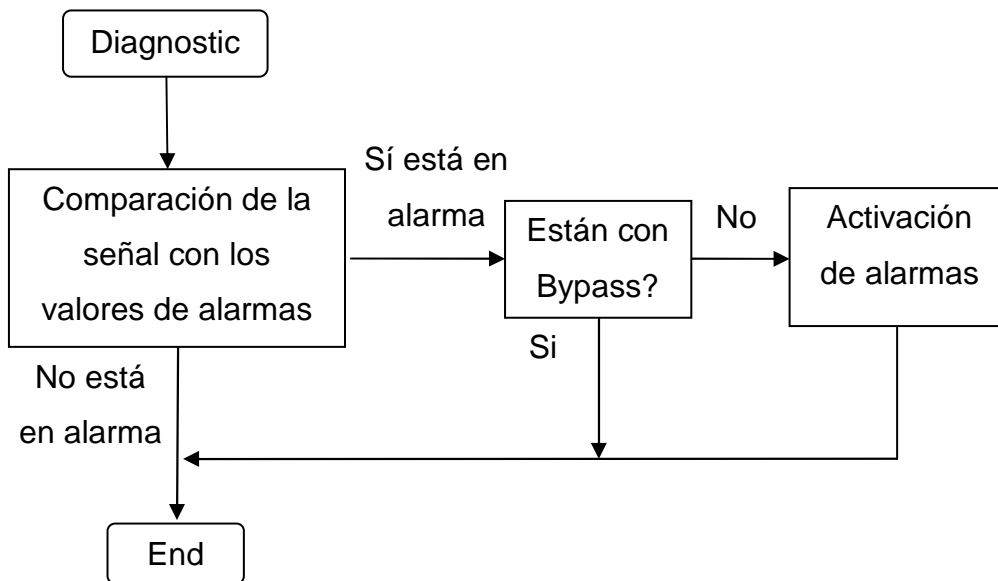 Diagnostic
Comparación de la
señal con los
valores de alarmas
Sí está en
alarma
Están con
Bypass?
No
Activación
de alarmas
Si
No está
en alarma
End